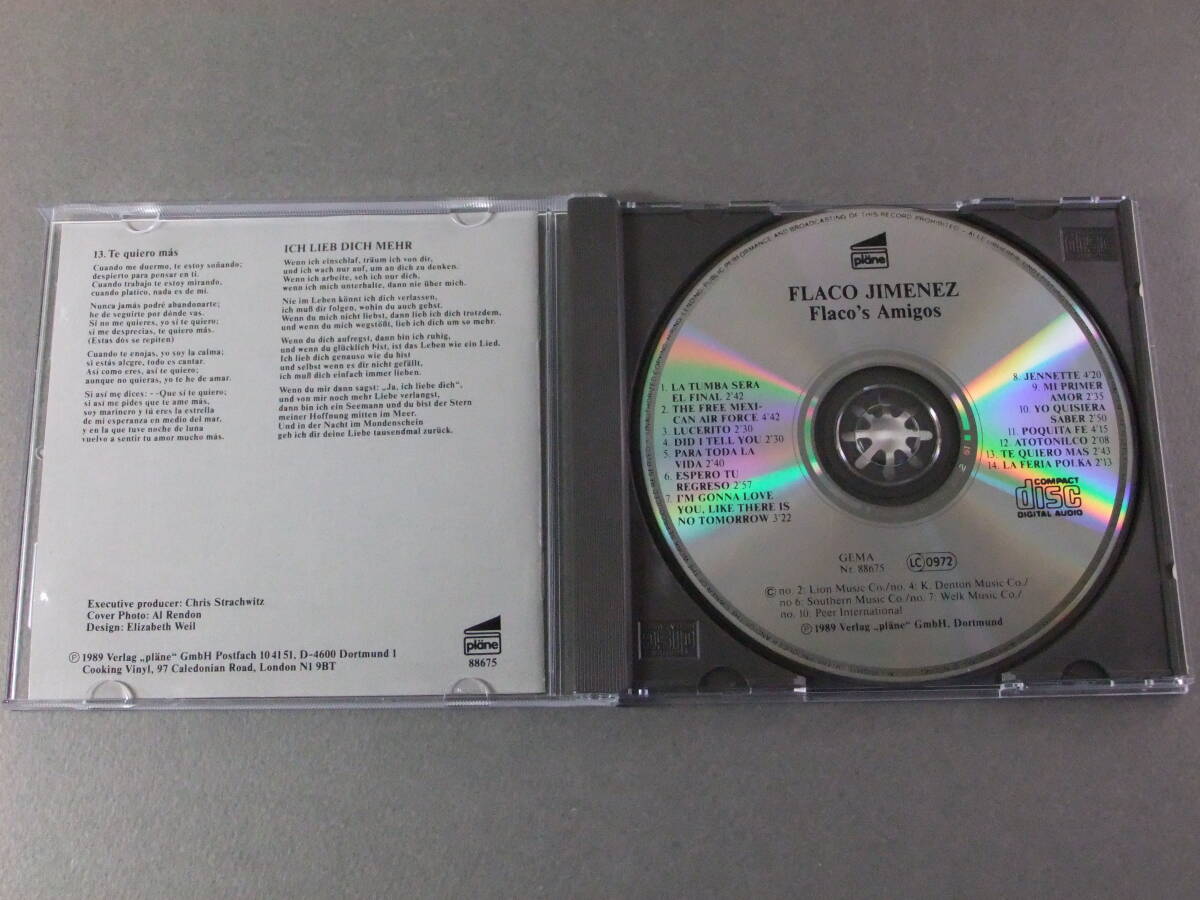 13. Te quiero más
Cuando me duermo, te estoy soñando;
despierto para pensar en ti.
Cuando trabajo te estoy mirando,
cuando platico, nada es de mi.
Nunca jamás podré abandonarte;
he de seguirte por dónde vas.
Si no me quieres, yo sí te quiero;
si me desprecias, te quiero más.
(Estas dós se repiten)
Cuando te enojas, yo soy la calma;
si estás alegre, todo es cantar.
Así como eres, así te quiero;
aunque no quieras, yo te he de amar.
Si así me dices: --Que sí te quiero;
si así me pides que te ame más,
soy marinero y tú eres la estrella
de mi esperanza en medio del mar,
y en la que tuve noche de luna
vuelvo a sentir tu amor mucho más.
ICH LIEB DICH MEHR
Wenn ich einschlaf, träum ich von dir,
und ich wach nur auf, um an dich zu denken.
Wenn ich arbeite, seh ich nur dich,
wenn ich mich unterhalte, dann nie über mich.
Nie im Leben könnt ich dich verlassen,
ich muß dir folgen, wohin du auch gehst.
Wenn du mich nicht liebst, dann lieb ich dich trotzdem,
und wenn du mich wegstößt, lieb ich dich um so mehr.
Wenn du dich aufregst, dann bin ich ruhig,
und wenn du glücklich bist, ist das Leben wie ein Lied.
Ich lieb dich genauso wie du bist
und selbst wenn es dir nicht gefällt,
ich muß dich einfach immer lieben.
Wenn du mir dann sagst: „Ja, ich liebe dich",
und von mir noch mehr Liebe verlangst,
dann bin ich ein Seemann und du bist der Stern
meiner Hoffnung mitten im Meer.
Und in der Nacht im Mondenschein
geb ich dir deine Liebe tausendmal zurück.
Executive producer: Chris Strachwitz
Cover Photo: Al Rendon
Design: Elizabeth Weil
pläne
88675
Ⓟ 1989 Verlag „pläne" GmbH Postfach 10 41 51, D-4600 Dortmund 1
Cooking Vinyl, 97 Caledonian Road, London N1 9BT
PUBLIC PERFORMANCE AND BROADCASTING OF THIS RECORD PROHIBITED
pläne
FLACO JIMENEZ
Flaco's Amigos
1. LA TUMBA SERA
EL FINAL 2'42
2. THE FREE MEXI-
CAN AIR FORCE 4'42
3. LUCERITO 2'30
4. DID I TELL YOU 2'30
5. PARA TODA LA
VIDA 2'40
6. ESPERO TU
REGRESO 2'57
7. I'M GONNA LOVE
YOU, LIKE THERE IS
NO TOMORROW 3'22
8. JENNETTE 4'20
9. MI PRIMER
AMOR 2'35
10. YO QUISIERA
SABER 2'50
11. POQUITA FE 4'15
12. ATOTONILCO 2'08
13. TE QUIERO MAS 2'43
14. LA FERIA POLKA 2'13
COMPACT
disc
DIGITAL AUDIO
GEMA
Nr. 88675
LC 0972
© no. 2: Lion Music Co./no. 4: K. Denton Music Co./
no 6: Southern Music Co./no. 7: Welk Music Co./
no. 10: Peer International
Ⓟ 1989 Verlag „pläne" GmbH, Dortmund